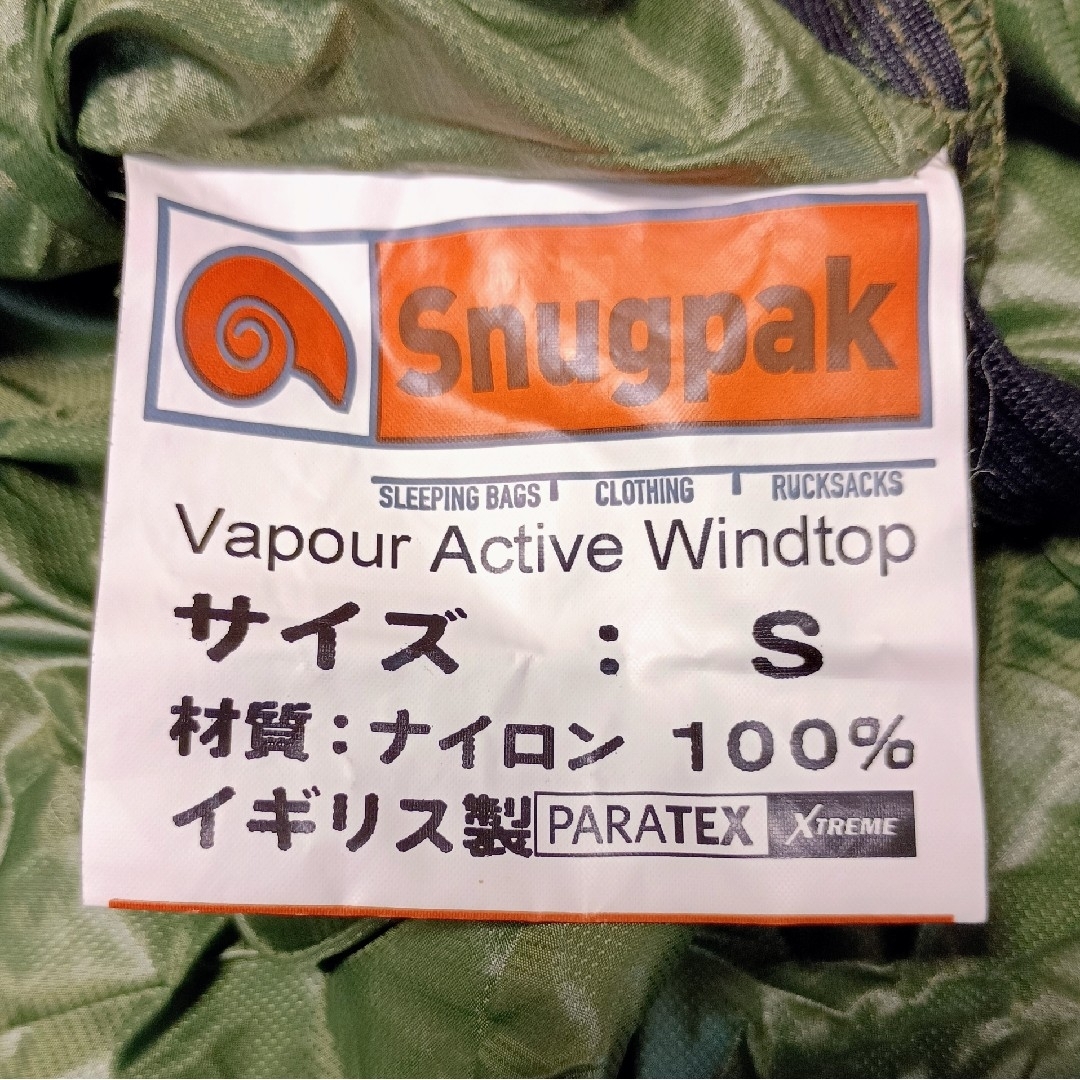 Snugpak
SLEEPING BAGS CLOTHING RUCKSACKS
Vapour Active Windtop
サイズ : S
材質:ナイロン 100%
イギリス製 PARATEX XTREME